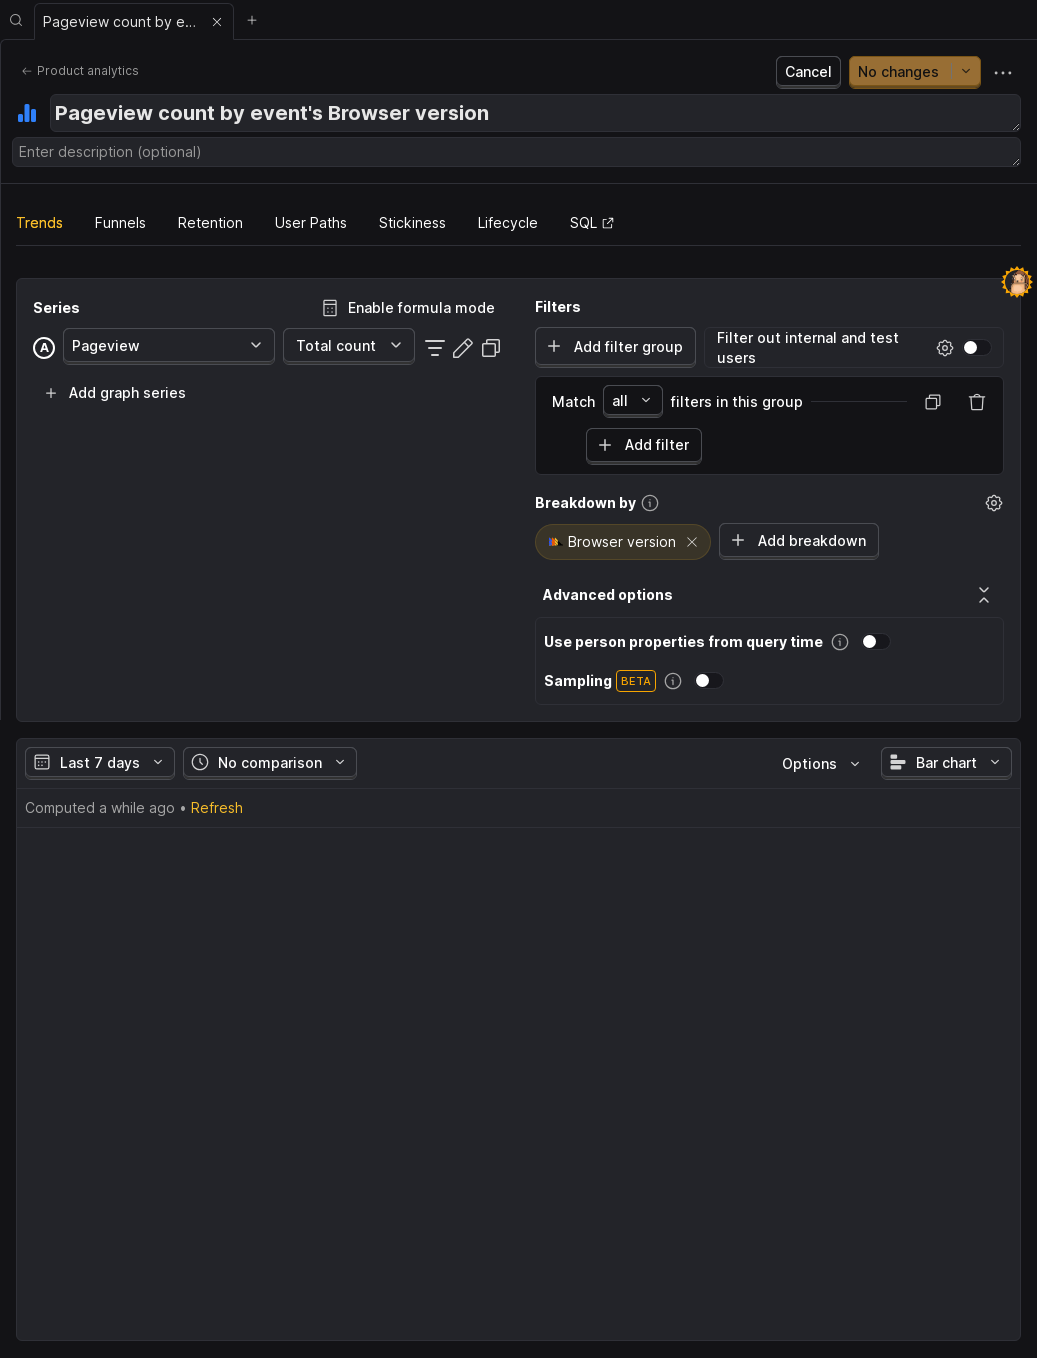 Pageview count by e...
Product analytics
Cancel
No changes
Pageview count by event's Browser version
Enter description (optional)
Trends
Funnels
Retention
User Paths
Stickiness
Lifecycle
SQL
Series
Enable formula mode
A
Pageview
Total count
Add graph series
Filters
Add filter group
Filter out internal and test
users
Match
all
filters in this group
Add filter
Breakdown by
Browser version
Add breakdown
Advanced options
Use person properties from query time
Sampling
BETA
Last 7 days
No comparison
Options
Bar chart
Computed a while ago • Refresh